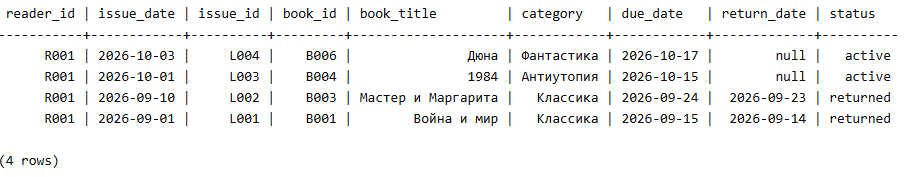 reader_id | issue_date | issue_id | book_id | book_title | category | due_date | return_date | status
-----------+------------+----------+---------+--------------------+------------+------------+-------------+----------
R001 | 2026-10-03 | L004 | B006 | Дюна | Фантастика | 2026-10-17 | null | active
R001 | 2026-10-01 | L003 | B004 | 1984 | Антиутопия | 2026-10-15 | null | active
R001 | 2026-09-10 | L002 | B003 | Мастер и Маргарита | Классика | 2026-09-24 | 2026-09-23 | returned
R001 | 2026-09-01 | L001 | B001 | Война и мир | Классика | 2026-09-15 | 2026-09-14 | returned
(4 rows)